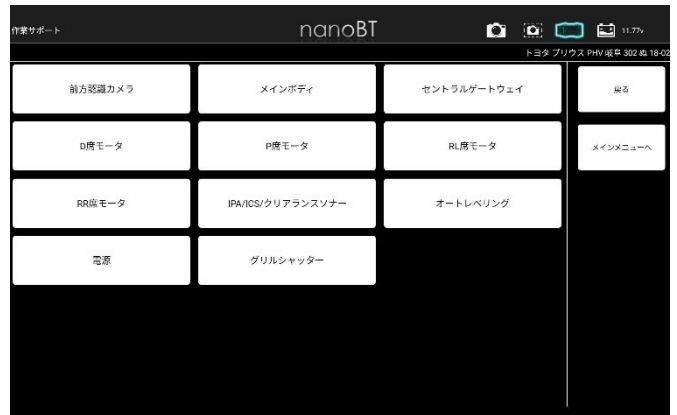 作業サポート
nanoBT
11.77v
トヨタ プリウス PHV 岐阜 302 ぬ 18-02
前方認識カメラ
メインボディ
セントラルゲートウェイ
戻る
D席モータ
P席モータ
RL席モータ
メインメニューへ
RR席モータ
IPA/ICS/クリアランスソナー
オートレベリング
電源
グリルシャッター